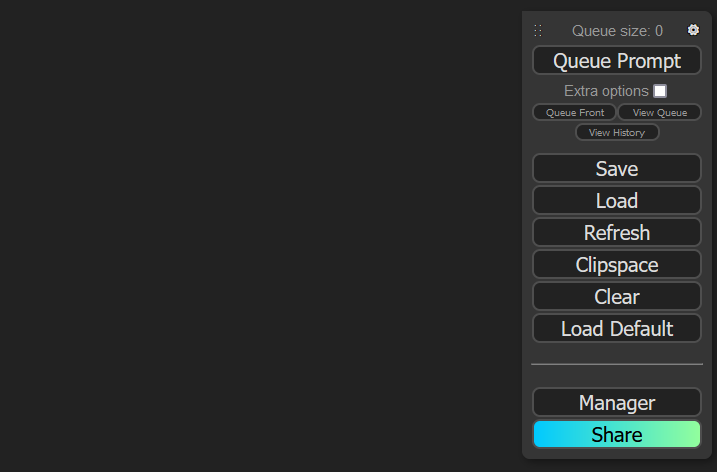 Queue size: 0
Queue Prompt
Extra options
Queue Front View Queue
View History
Save
Load
Refresh
Clipspace
Clear
Load Default
Manager
Share